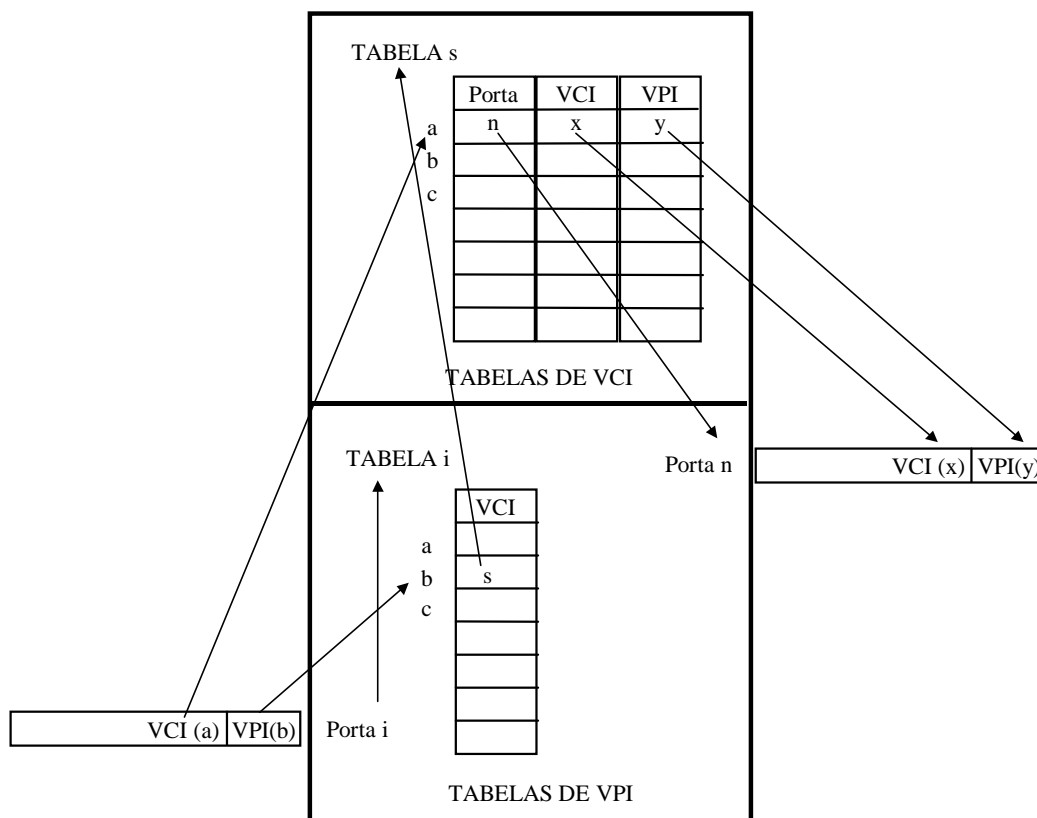 TABELA s
Porta VCI VPI
a n x y
b
c
TABELAS DE VCI
TABELA i
Porta n
VCI (x) VPI(y)
VCI
a
b s
c
VCI (a) VPI(b)
Porta i
TABELAS DE VPI